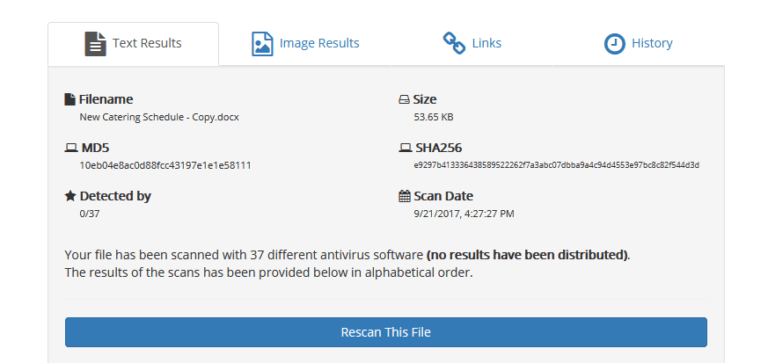 Text Results
Image Results
Links
History
Filename
New Catering Schedule - Copy.docx
Size
53.65 KB
MD5
10eb04e8ac0d88fcc43197e1e1e58111
SHA256
e9297b41333643858952262f7a3abc07dbba9a4c94d4553e97bc8c82f544d3d
Detected by
0/37
Scan Date
9/21/2017, 4:27:27 PM
Your file has been scanned with 37 different antivirus software (no results have been distributed).
The results of the scans has been provided below in alphabetical order.
Rescan This File